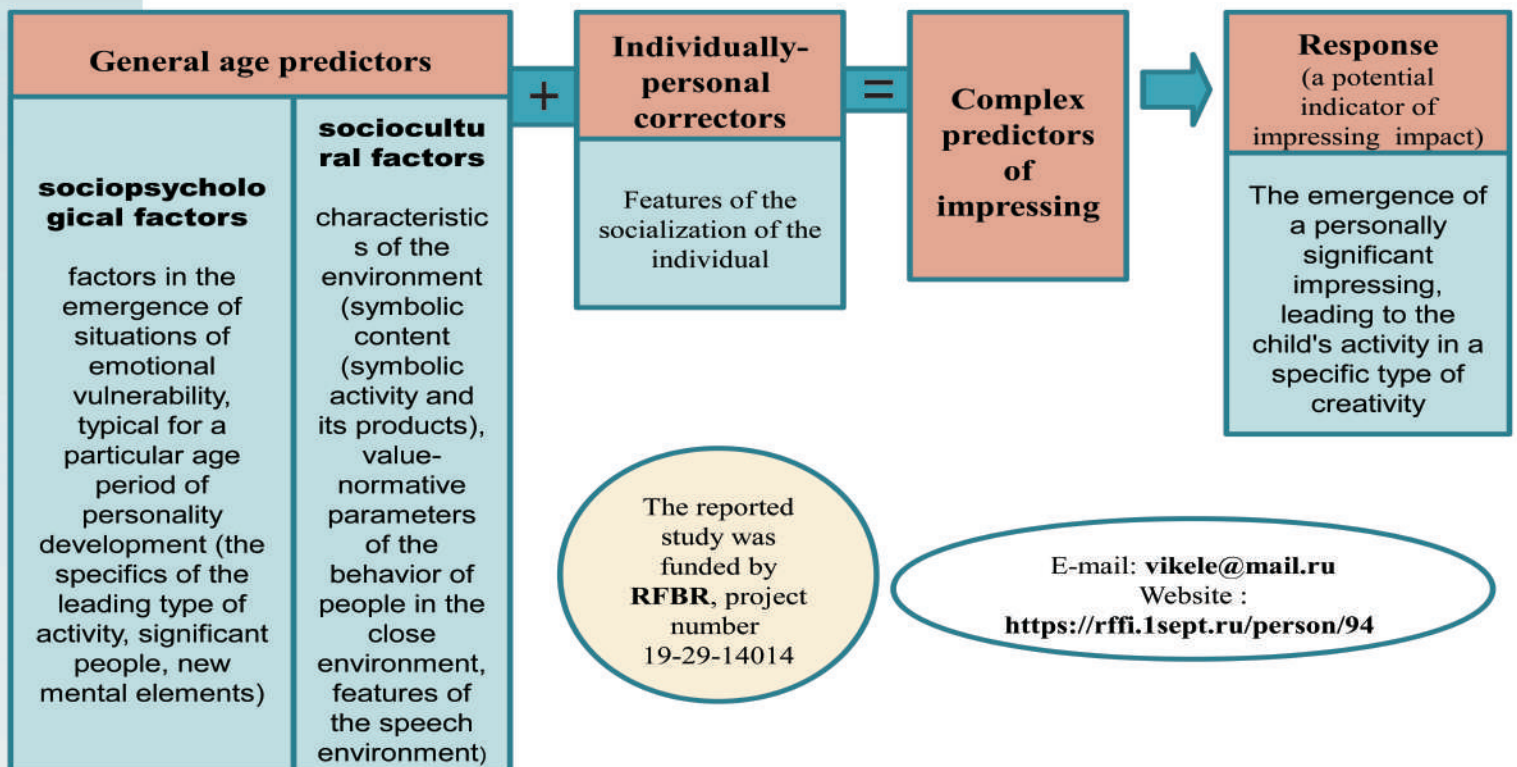 General age predictors
sociopsycholo
gical factors
factors in the
emergence of
situations of
emotional
vulnerability,
typical for a
particular age
period of
personality
development (the
specifics of the
leading type of
activity, significant
people, new
mental elements)
sociocultu
ral factors
characteristic
s of the
environment
(symbolic
content
(symbolic
activity and
its products),
value-
normative
parameters
of the
behavior of
people in the
close
environment,
features of
the speech
environment)
+
Individually-
personal
correctors
Features of the
socialization of the
individual
=
Complex
predictors
of
impressing
Response
(a potential
indicator of
impressing impact)
The emergence of
a personally
significant
impressing,
leading to the
child's activity in a
specific type of
creativity
The reported
study was
funded by
RFBR, project
number
19-29-14014
E-mail: vikele@mail.ru
Website :
https://rffi.1sept.ru/person/94